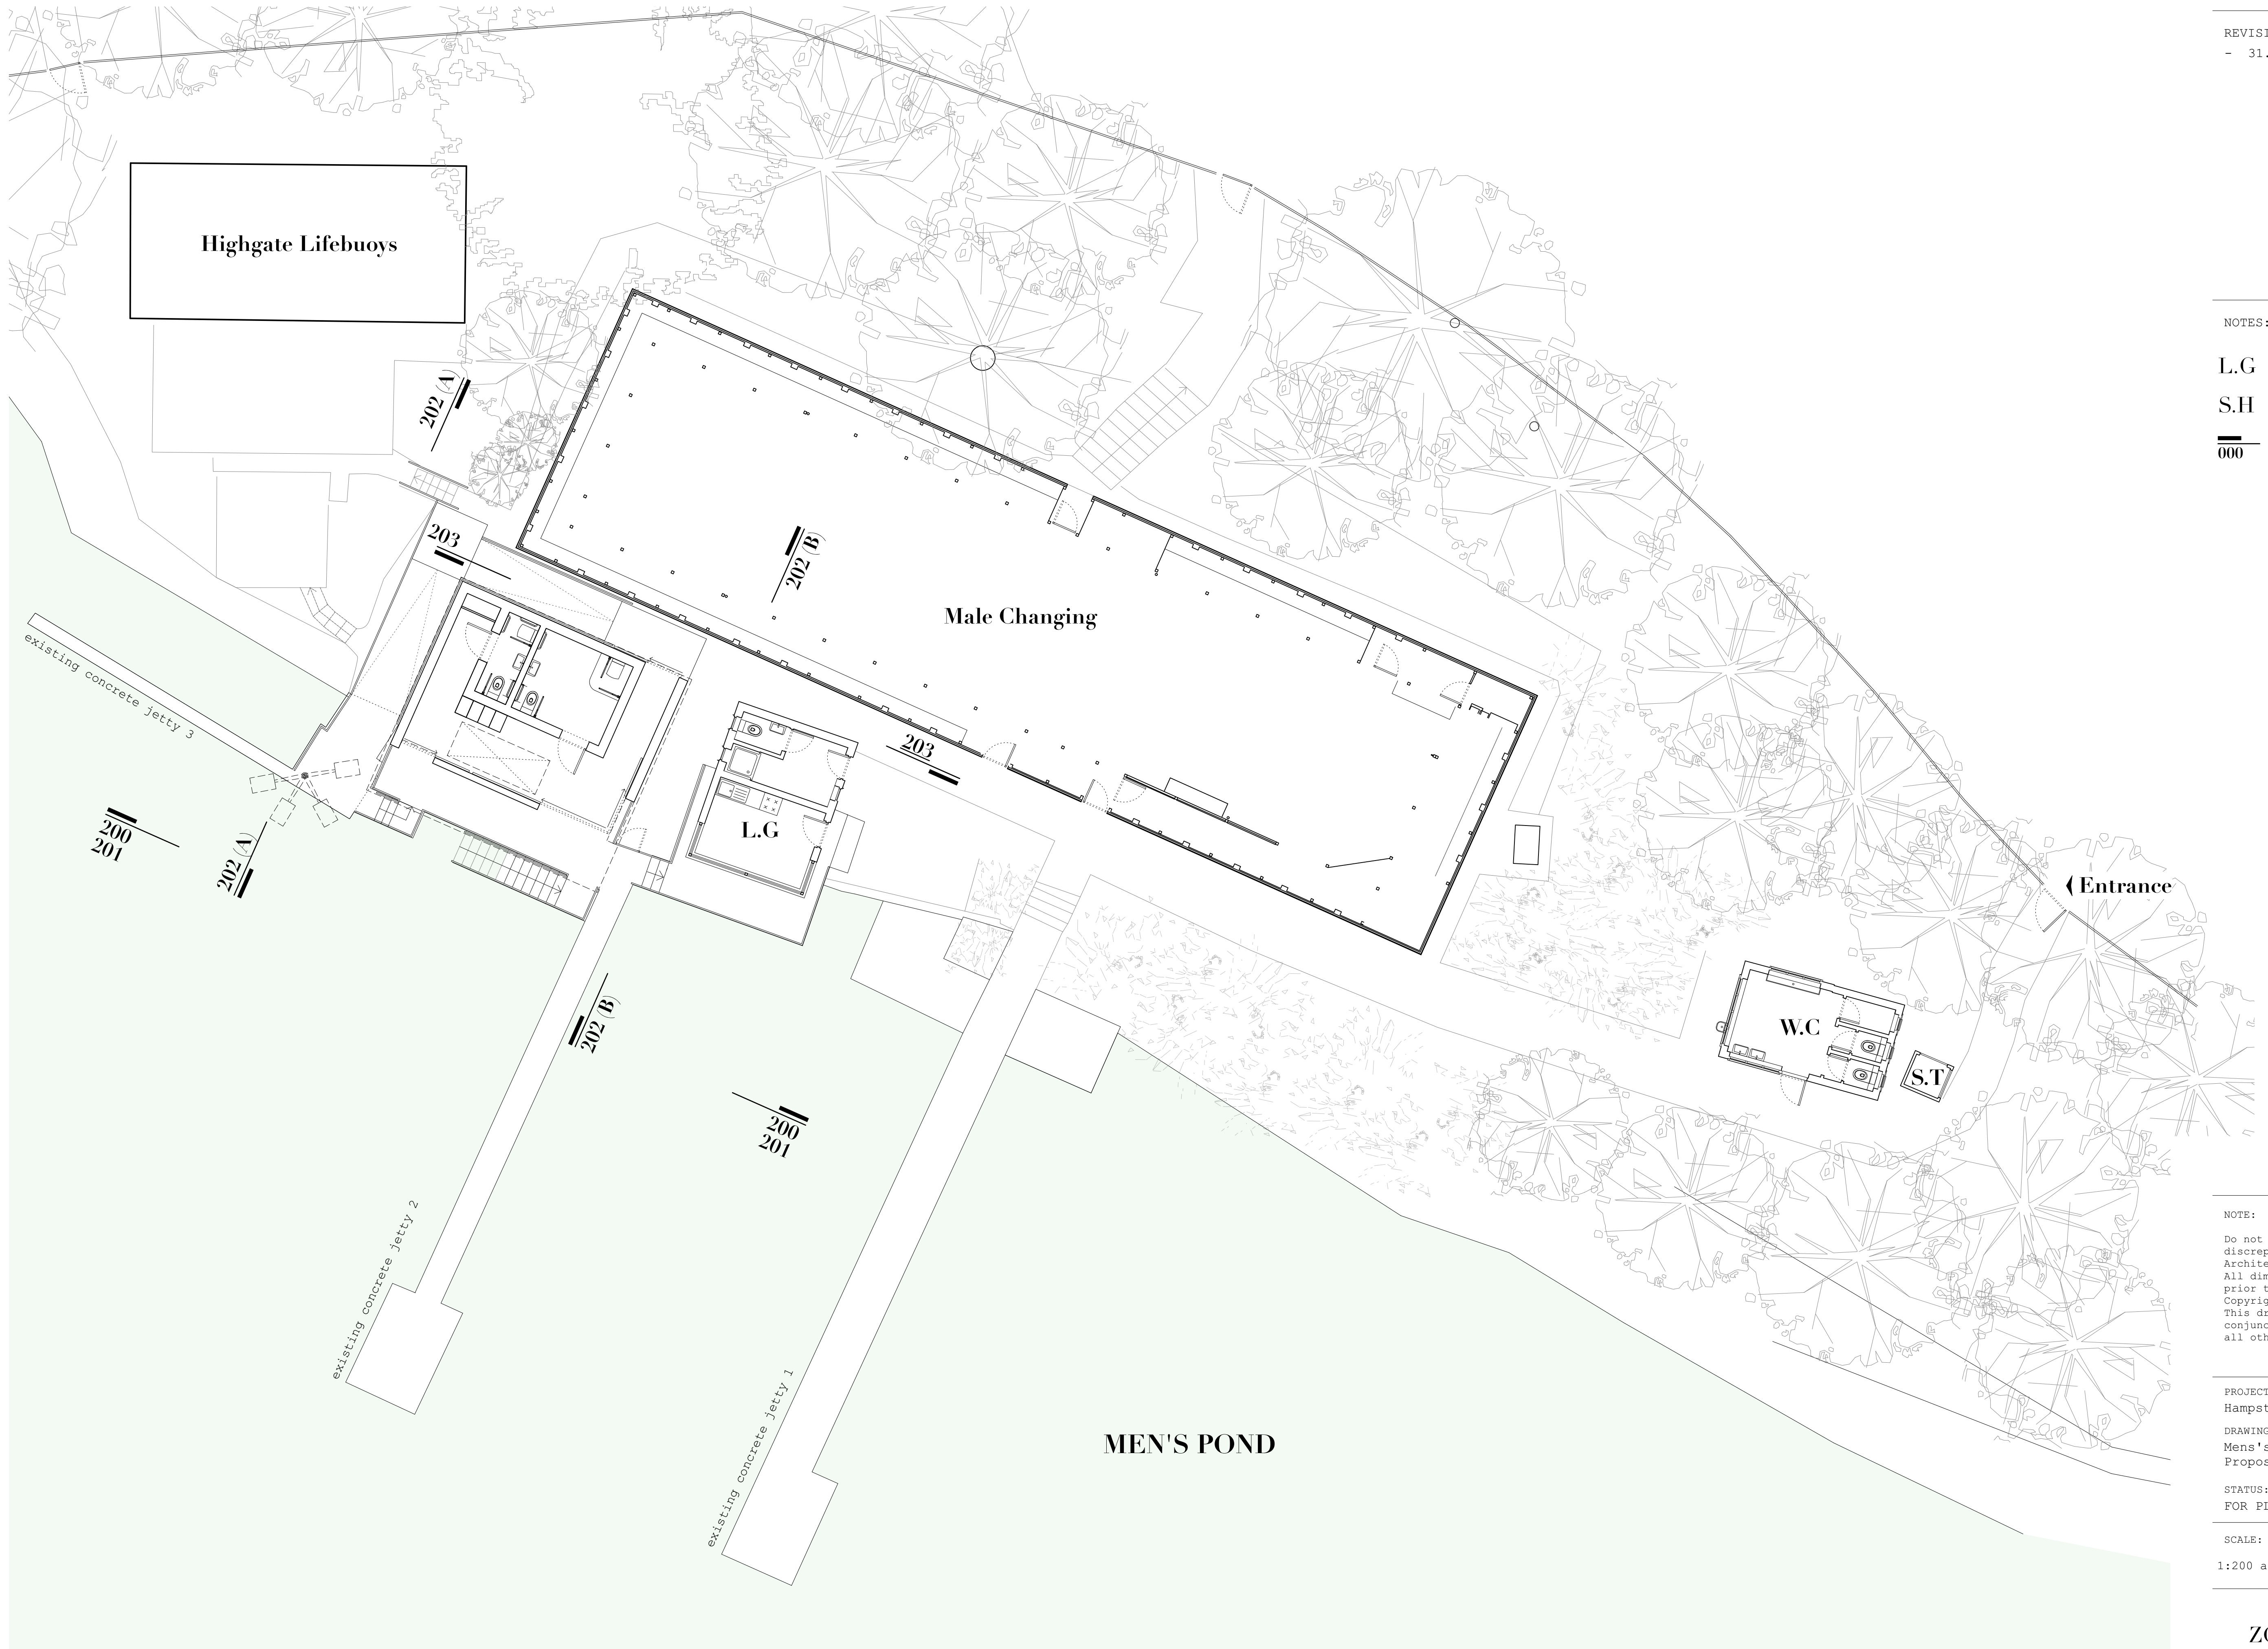 Highgate Lifebuoys
202 (A)
203
202 (B)
Male Changing
existing concrete jetty 3
203
L.G
200
201
202 (A)
Entrance
W.C
S.T
202 (B)
200
201
existing concrete jetty 2
existing concrete jetty 1
MEN'S POND
REVISI
- 31.
NOTES:
L.G
S.H
000
NOTE:
Do not
discrep
Archite
All dim
prior t
Copyrig
This dr
conjunc
all oth
PROJECT
Hampst
DRAWING
Mens's
Propos
STATUS:
FOR PL
SCALE:
1:200 a